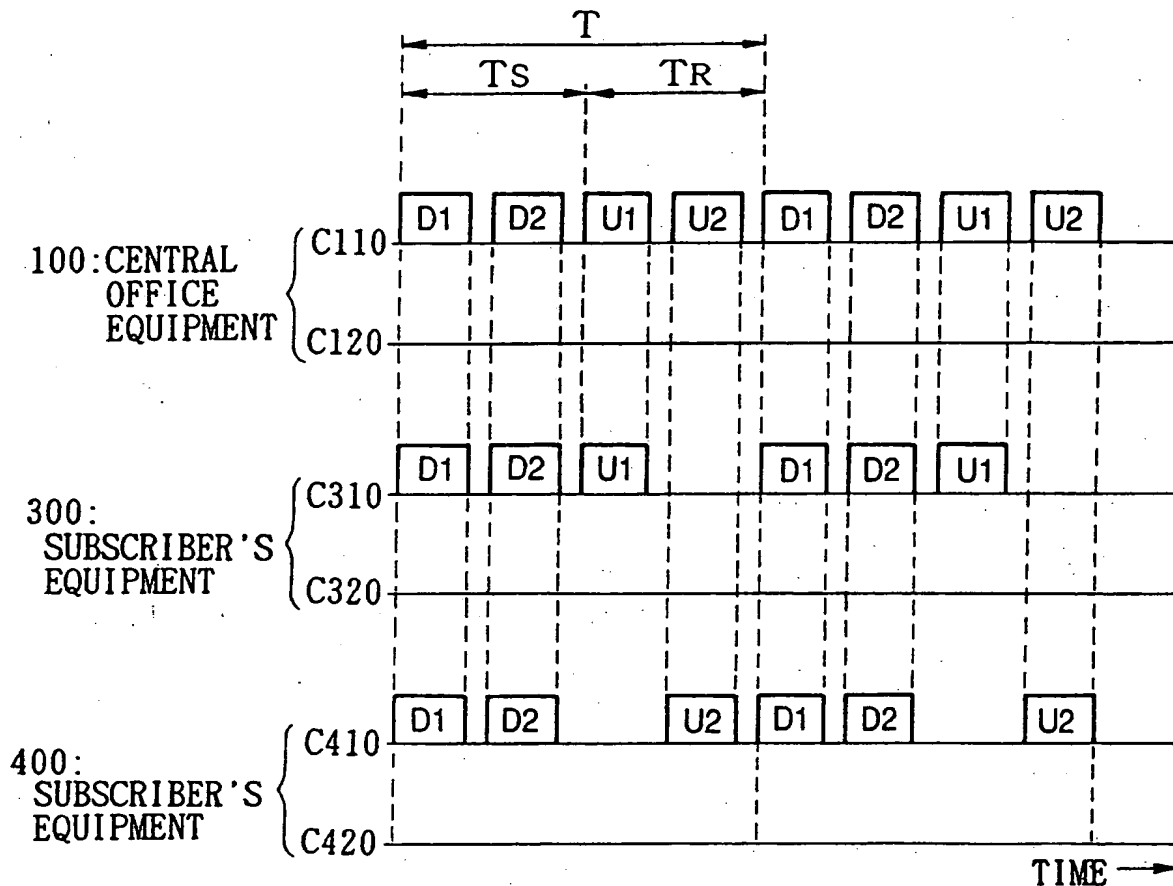 T
TS TR
D1 D2 U1 U2 D1 D2 U1 U2
C110
100:CENTRAL
OFFICE
EQUIPMENT
C120
D1 D2 U1 D1 D2 U1
C310
300:
SUBSCRIBER'S
EQUIPMENT
C320
D1 D2 U2 D1 D2 U2
C410
400:
SUBSCRIBER'S
EQUIPMENT
C420
TIME